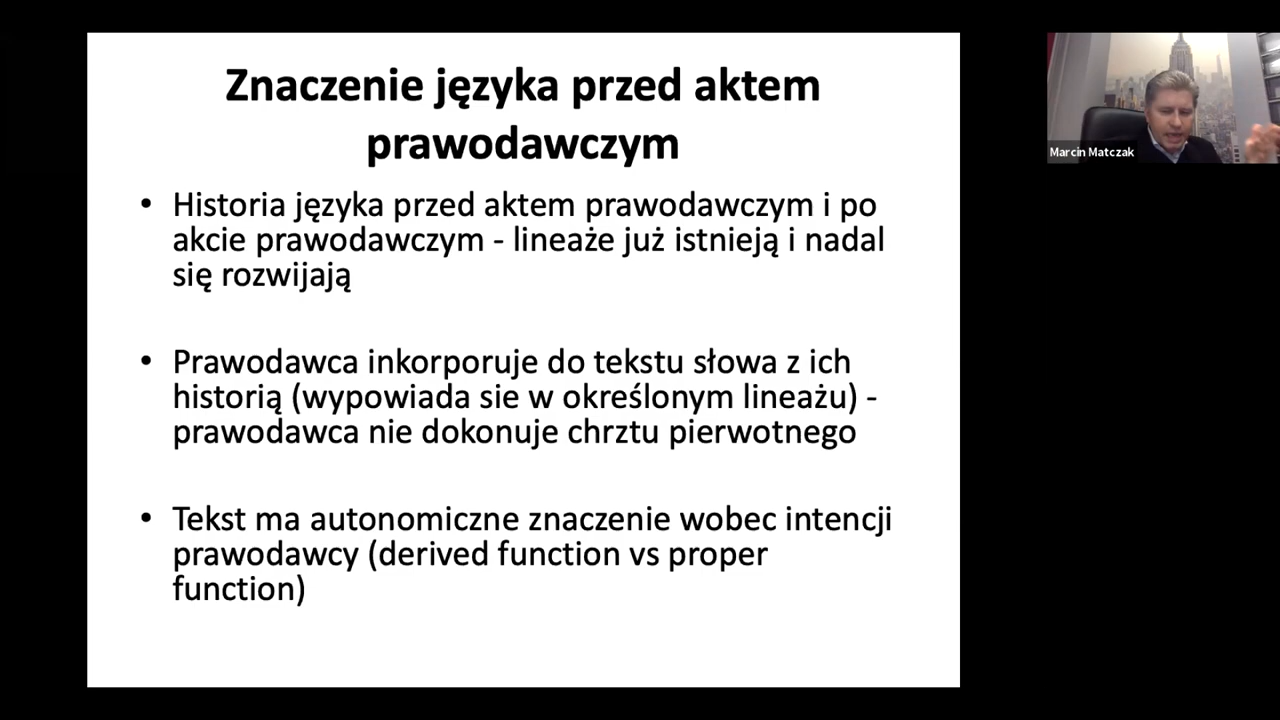 Znaczenie języka przed aktem
prawodawczym
• Historia języka przed aktem prawodawczym i po
akcie prawodawczym - lineaże już istnieją i nadal
się rozwijają
• Prawodawca inkorporuje do tekstu słowa z ich
historią (wypowiada sie w określonym lineażu) -
prawodawca nie dokonuje chrztu pierwotnego
• Tekst ma autonomiczne znaczenie wobec intencji
prawodawcy (derived function vs proper
function)
Marcin Matczak